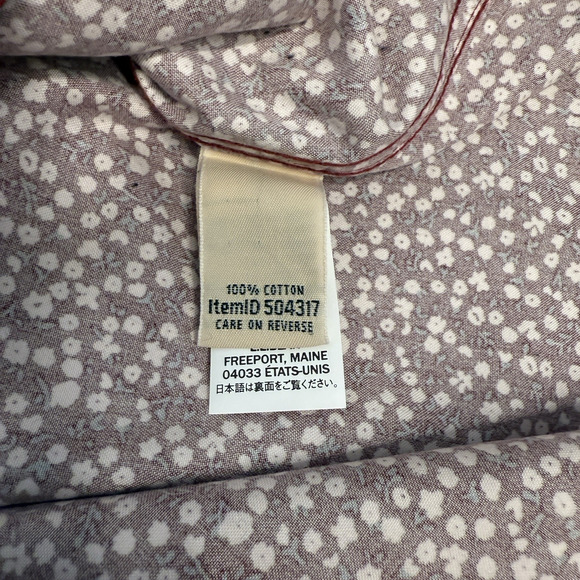 100% COTTON
ItemID 504317
CARE ON REVERSE
FREEPORT, MAINE
04033 ÉTATS-UNIS
日本語は裏面をご覧ください。